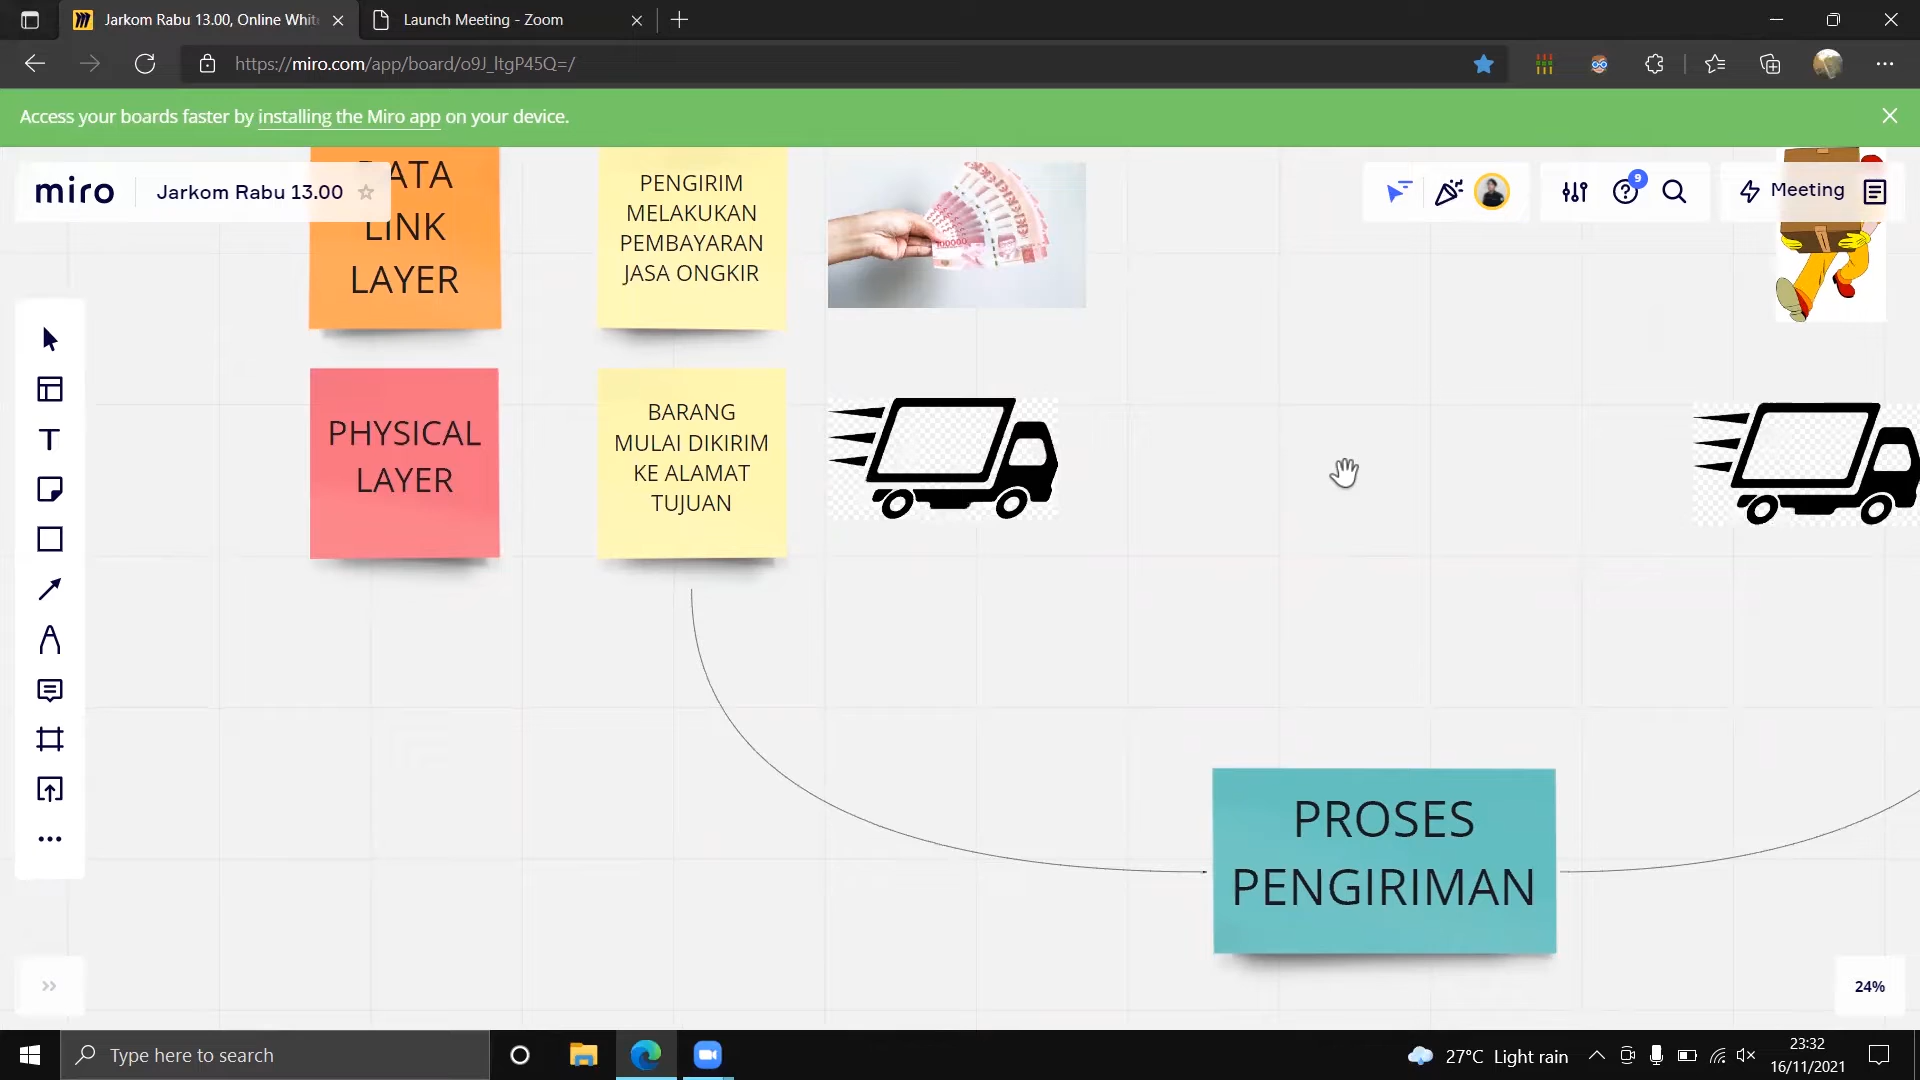 Jarkom Rabu 13.00, Online Whit
Launch Meeting - Zoom
https://miro.com/app/board/o9J_ltgP45Q=/
Access your boards faster by installing the Miro app on your device.
miro
Jarkom Rabu 13.00
9
Meeting
DATA
LINK
LAYER
PENGIRIM
MELAKUKAN
PEMBAYARAN
JASA ONGKIR
100000
PHYSICAL
LAYER
BARANG
MULAI DIKIRIM
KE ALAMAT
TUJUAN
PROSES
PENGIRIMAN
24%
Type here to search
27°C Light rain
23:32
16/11/2021